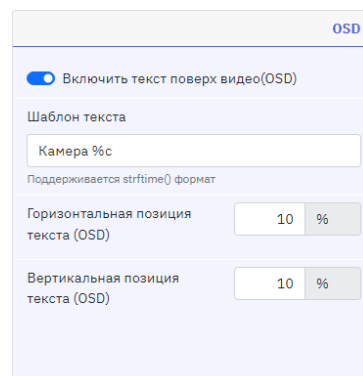 OSD
Включить текст поверх видео(OSD)
Шаблон текста
Камера %c
Поддерживается strftime() формат
Горизонтальная позиция
текста (OSD)
10 %
Вертикальная позиция
текста (OSD)
10 %